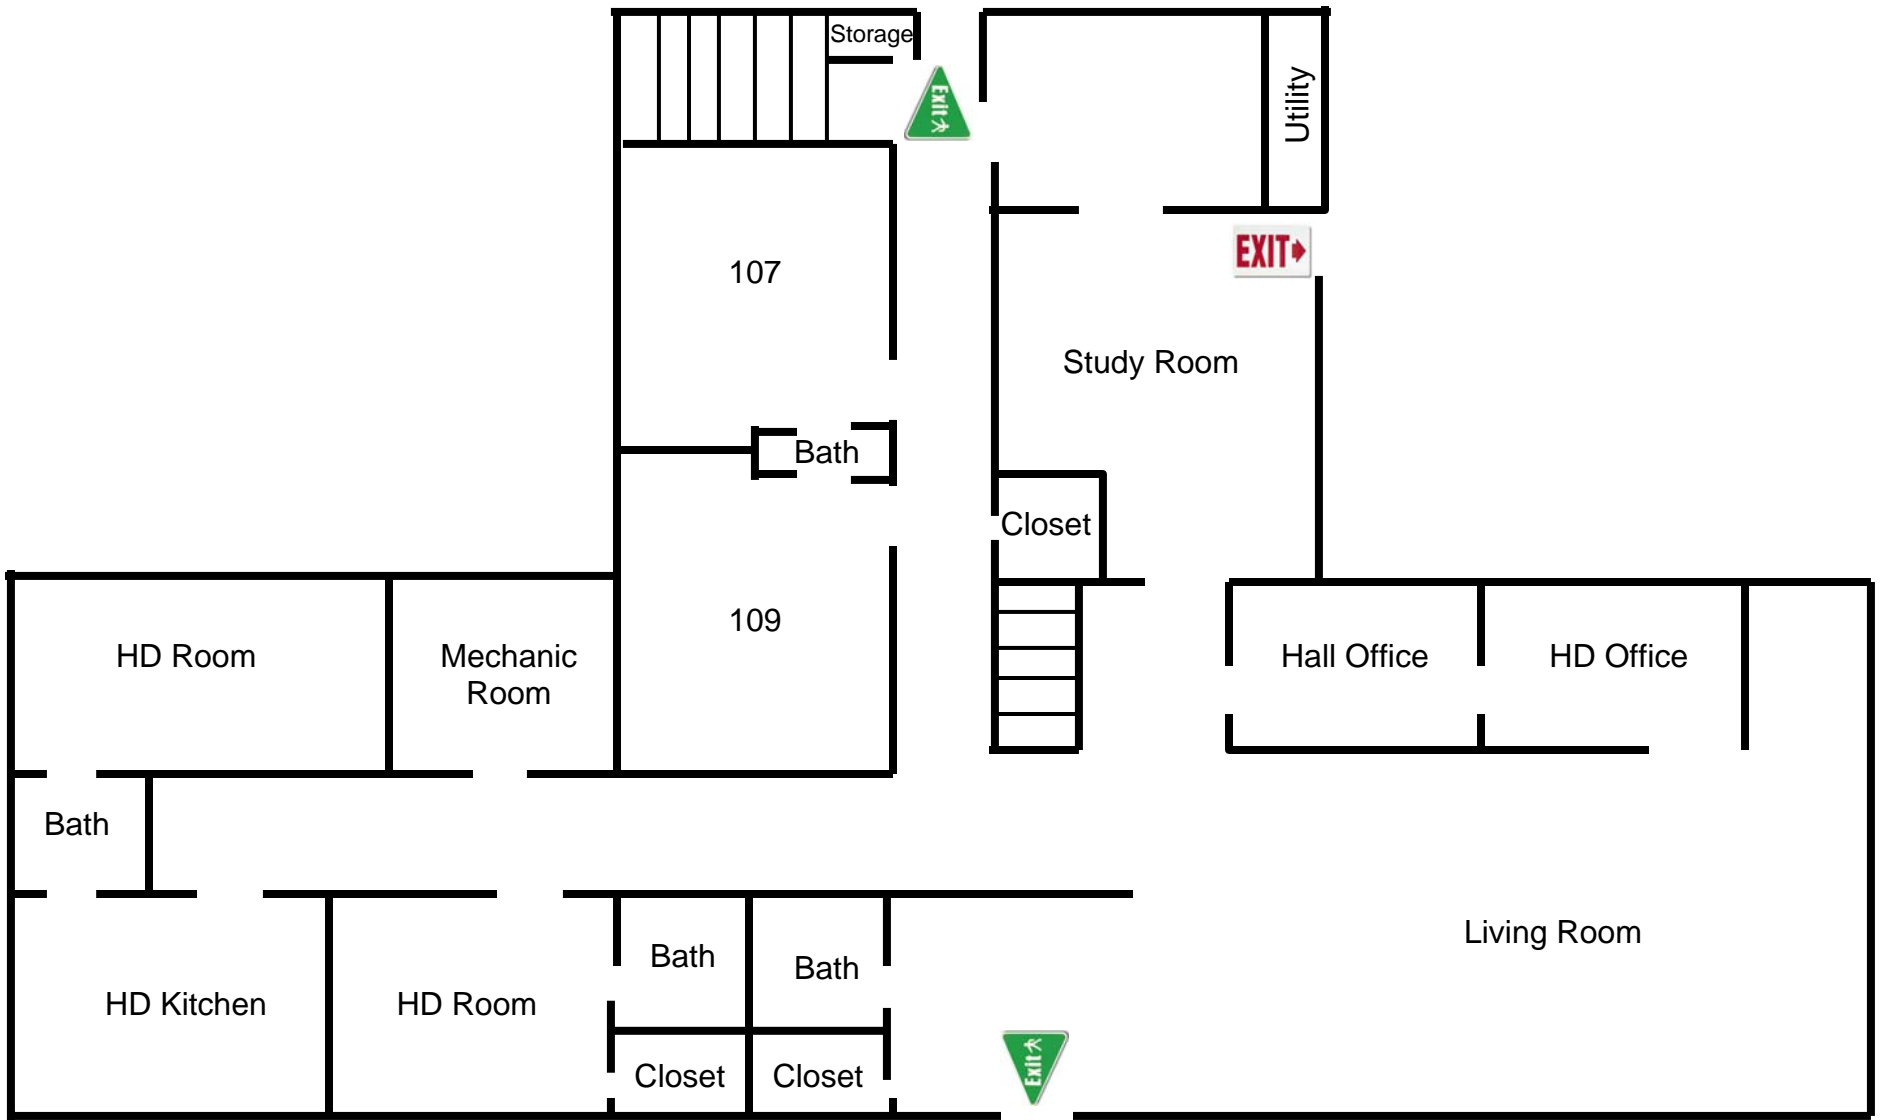 Storage
Exit
Utility
EXIT
107
Study Room
Bath
Closet
109
HD Room
Mechanic
Room
Hall Office
HD Office
Bath
Living Room
Bath
Bath
HD Kitchen
HD Room
Closet
Closet
Exit